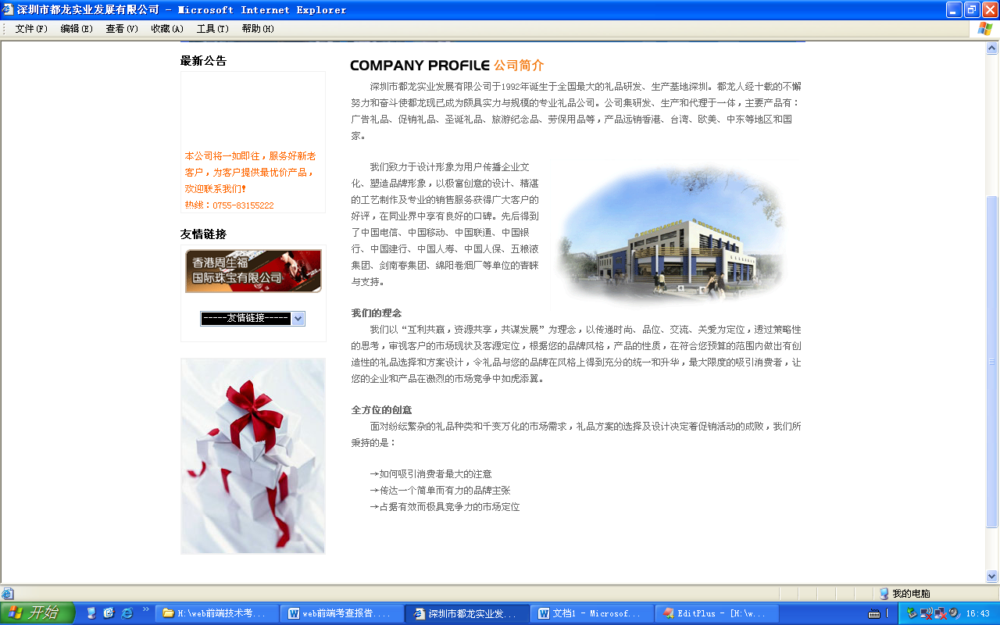 深圳市都龙实业发展有限公司 - Microsoft Internet Explorer
文件(F) 编辑(E) 查看(V) 收藏(A) 工具(T) 帮助(H)
最新公告
本公司将一如即往，服务好新老
客户，为客户提供最忧价产品，
欢迎联系我们!
热线：0755-83155222
友情链接
香港周生福
国际珠宝有限公司
-----友情链接-----
COMPANY PROFILE 公司简介
深圳市都龙实业发展有限公司于1992年诞生于全国最大的礼品研发、生产基地深圳。都龙人经十载的不懈
努力和奋斗使都龙现已成为颇具实力与规模的专业礼品公司。公司集研发、生产和代理于一体，主要产品有：
广告礼品、促销礼品、圣诞礼品、旅游纪念品、劳保用品等，产品远销香港、台湾、欧美、中东等地区和国
家。
我们致力于设计形象为用户传播企业文
化、塑造品牌形象，以极富创意的设计、精湛
的工艺制作及专业的销售服务获得广大客户的
好评，在同业界中享有良好的口碑。先后得到
了中国电信、中国移动、中国联通、中国银
行、中国建行、中国人寿、中国人保、五粮液
集团、剑南春集团、绵阳卷烟厂等单位的青睐
与支持。
我们的理念
我们以“互利共赢，资源共享，共谋发展”为理念，以传递时尚、品位、交流、关爱为定位，透过策略性
的思考，审视客户的市场现状及客源定位，根据您的品牌风格，产品的性质，在符合您预算的范围内做出有创
造性的礼品选择和方案设计，令礼品与您的品牌在风格上得到充分的统一和升华，最大限度的吸引消费者，让
您的企业和产品在激烈的市场竞争中如虎添翼。
全方位的创意
面对纷纭繁杂的礼品种类和千变万化的市场需求，礼品方案的选择及设计决定着促销活动的成败，我们所
秉持的是：
→如何吸引消费者最大的注意
→传达一个简单而有力的品牌主张
→占据有效而极具竞争力的市场定位
我的电脑
开始 H:\web前端技术考... web前端考查报告.... 深圳市都龙实业发... 文档1 - Microsof... EditPlus - [H:\w... 16:43